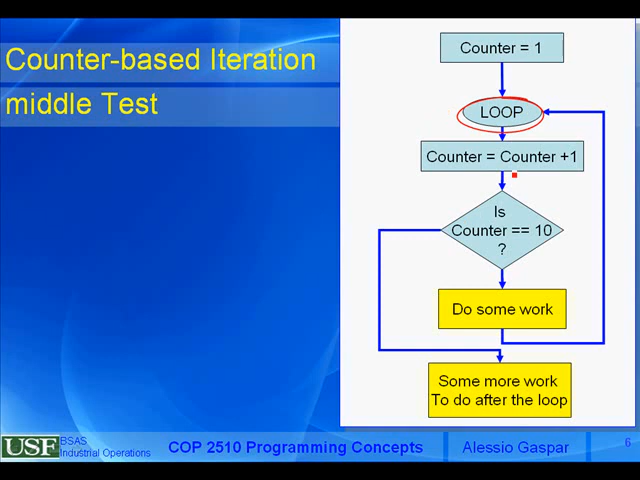 Counter-based Iteration
middle Test
Counter = 1
LOOP
Counter = Counter +1
Is
Counter == 10
?
Do some work
Some more work
To do after the loop
USF
BSAS
Industrial Operations
COP 2510 Programming Concepts
Alessio Gaspar
6